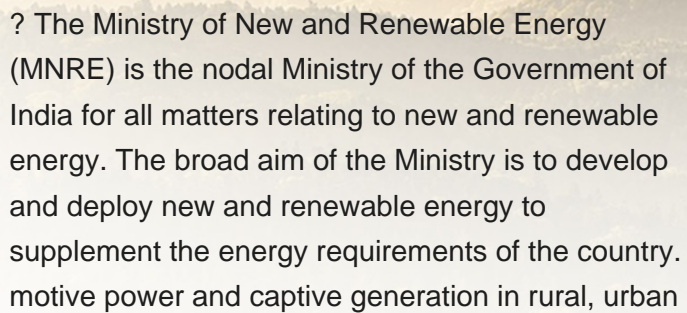 ? The Ministry of New and Renewable Energy
(MNRE) is the nodal Ministry of the Government of
India for all matters relating to new and renewable
energy. The broad aim of the Ministry is to develop
and deploy new and renewable energy to
supplement the energy requirements of the country.
motive power and captive generation in rural, urban